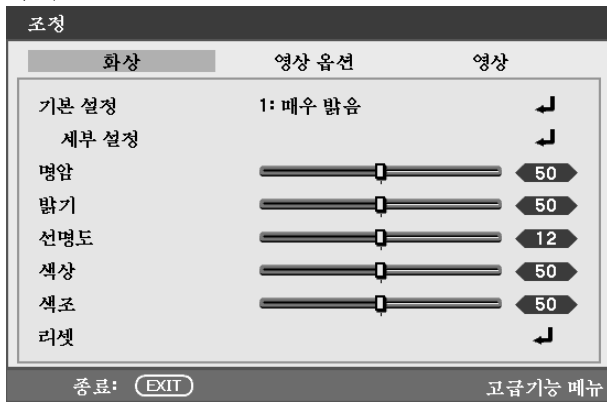 조정
화상 영상 옵션 영상
기본 설정 1: 매우 밝음
세부 설정
명암 50
밝기 50
선명도 12
색상 50
색조 50
리셋
종료: EXIT 고급기능 메뉴